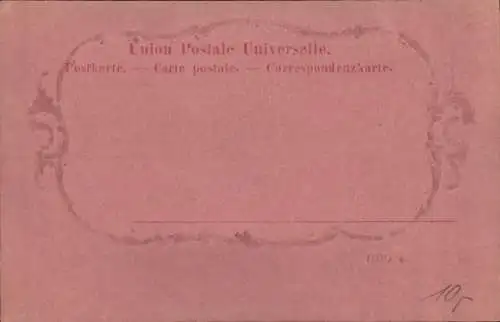 Union Postale Universelle.
Postkarte. — Carte postale. — Correspondenzkarte.
10,-